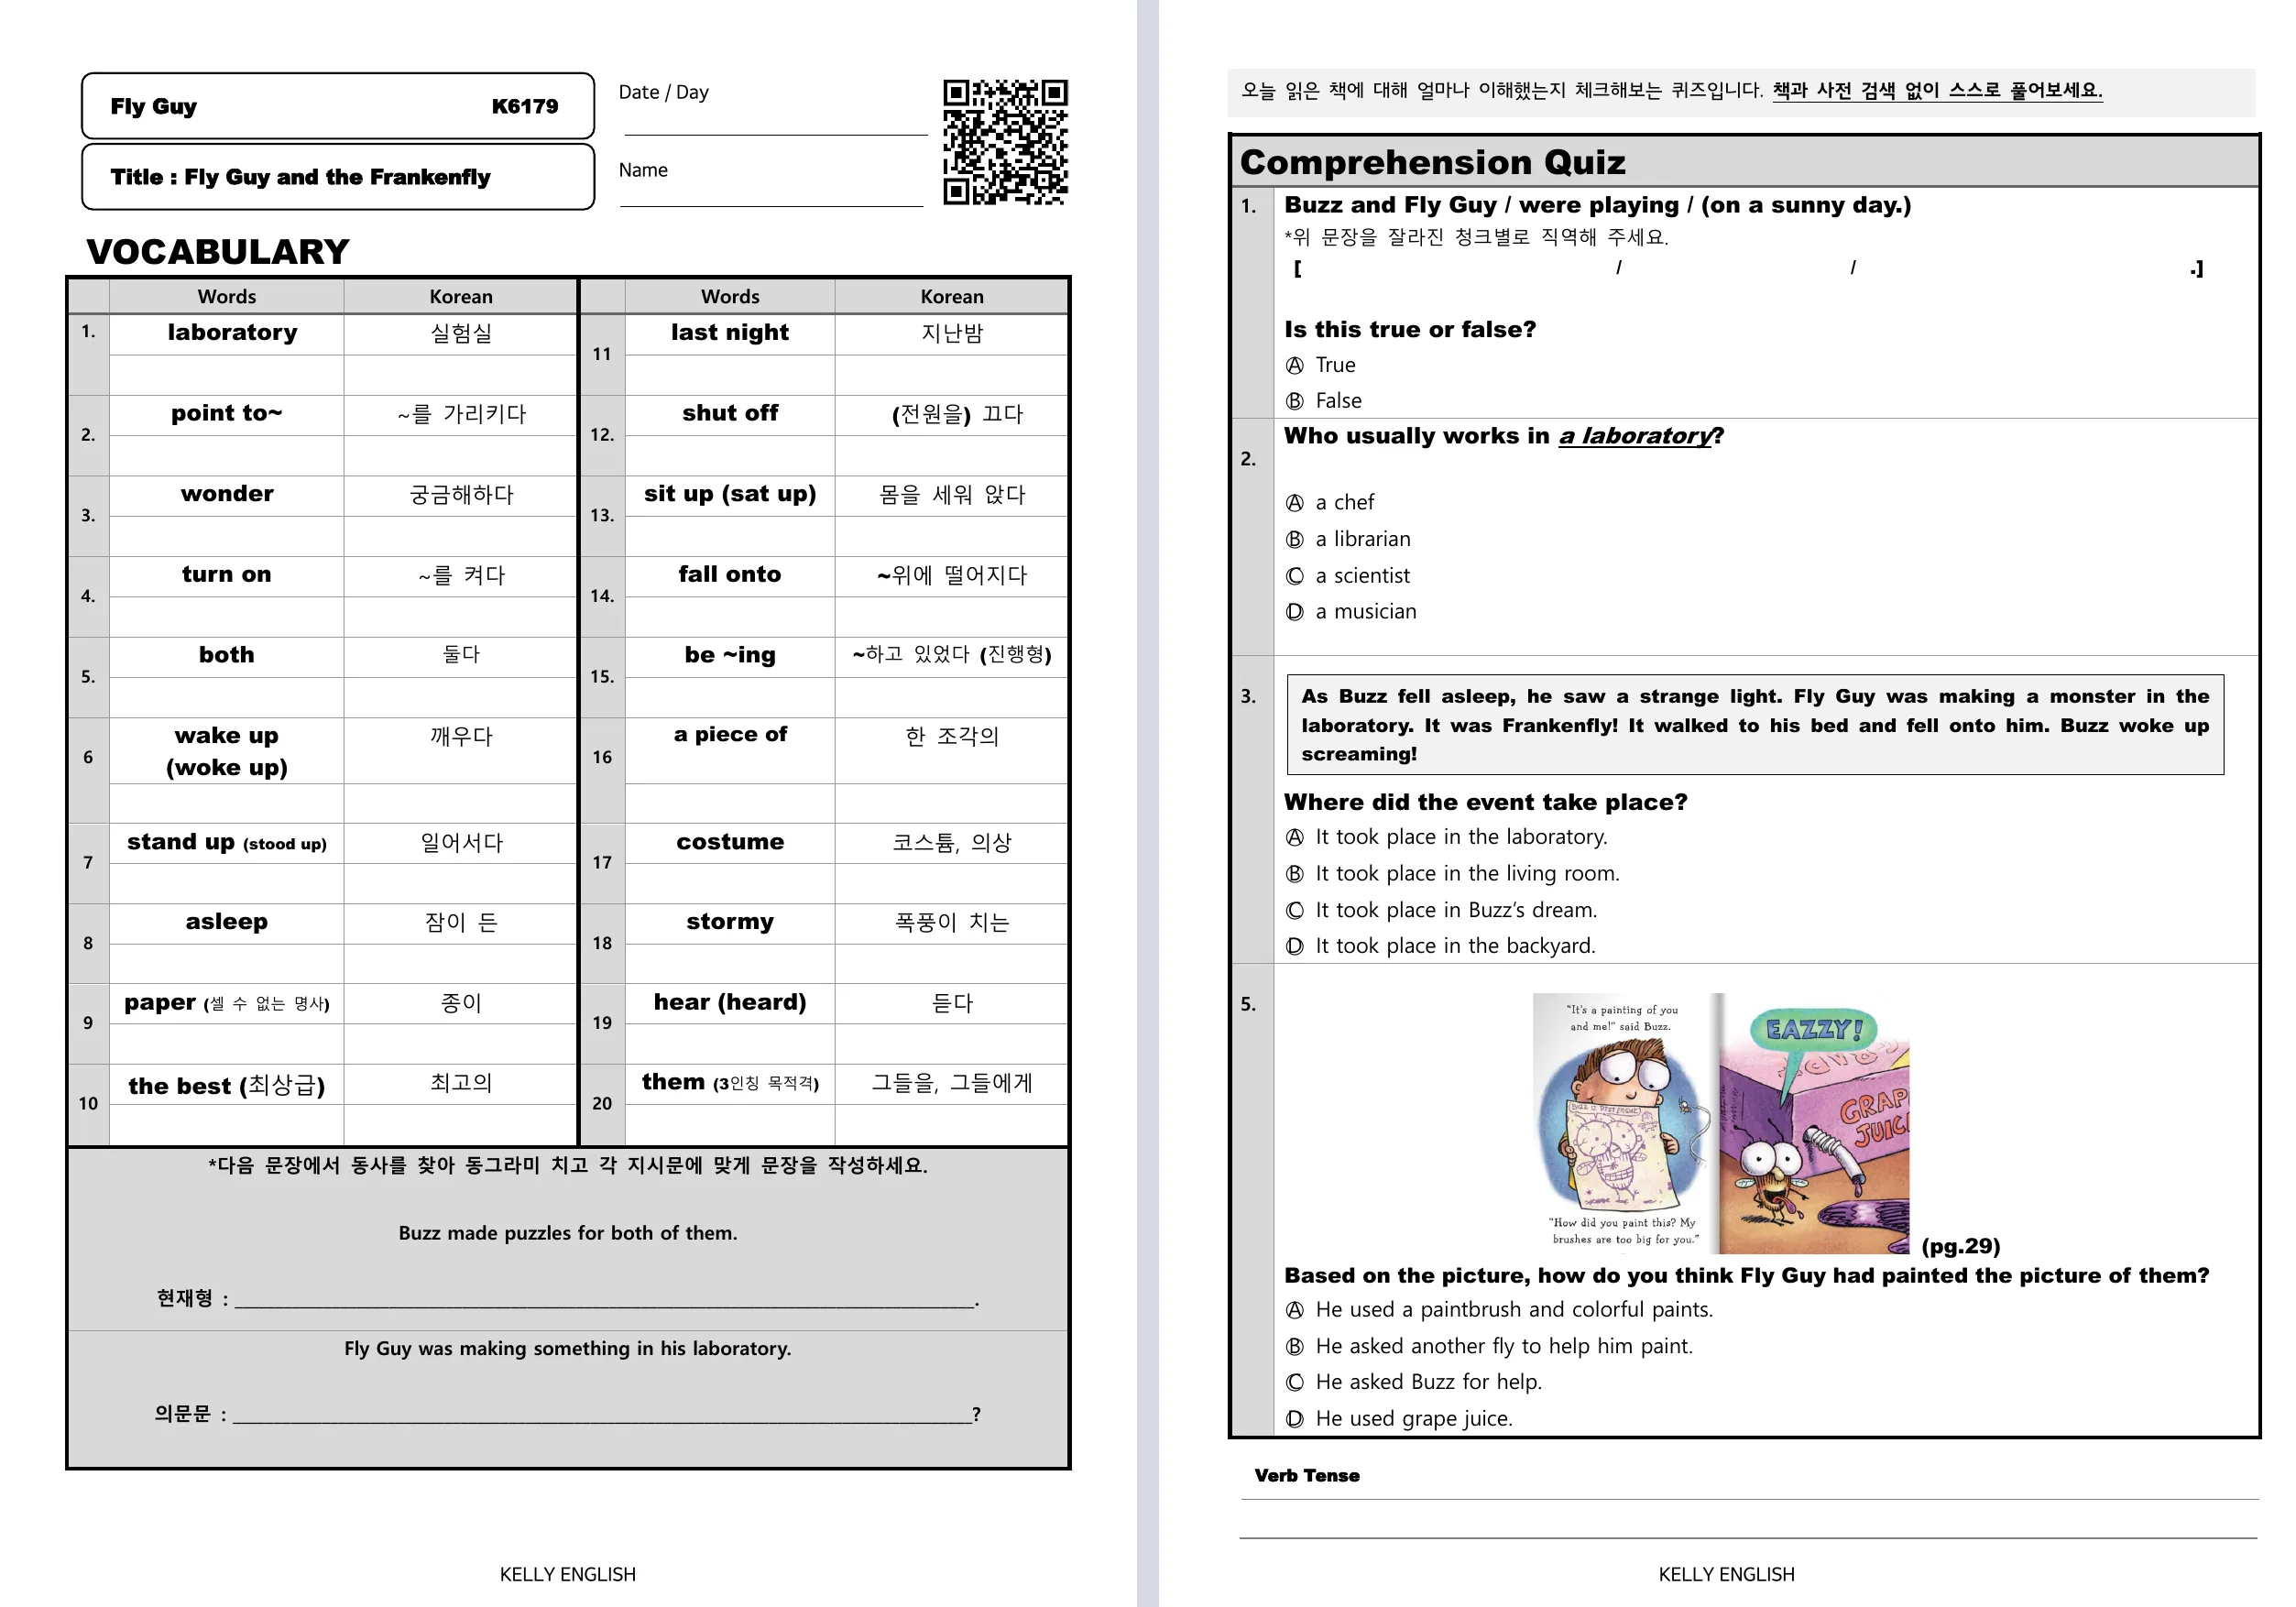 Fly Guy K6179
Title : Fly Guy and the Frankenfly
Date / Day
Name
VOCABULARY
Words Korean Words Korean
1. laboratory 실험실 11 last night 지난밤
2. point to~ ~를 가리키다 12. shut off (전원을) 끄다
3. wonder 궁금해하다 13. sit up (sat up) 몸을 세워 앉다
4. turn on ~를 켜다 14. fall onto ~위에 떨어지다
5. both 둘다 15. be ~ing ~하고 있었다 (진행형)
6 wake up (woke up) 깨우다 16 a piece of 한 조각의
7 stand up (stood up) 일어서다 17 costume 코스튬, 의상
8 asleep 잠이 든 18 stormy 폭풍이 치는
9 paper (셀 수 없는 명사) 종이 19 hear (heard) 듣다
10 the best (최상급) 최고의 20 them (3인칭 목적격) 그들을, 그들에게
*다음 문장에서 동사를 찾아 동그라미 치고 각 지시문에 맞게 문장을 작성하세요.
Buzz made puzzles for both of them.
현재형 : ______________________________.
Fly Guy was making something in his laboratory.
의문문 : ______________________________?
KELLY ENGLISH
오늘 읽은 책에 대해 얼마나 이해했는지 체크해보는 퀴즈입니다. 책과 사전 검색 없이 스스로 풀어보세요.
Comprehension Quiz
1. Buzz and Fly Guy / were playing / (on a sunny day.)
*위 문장을 잘라진 청크별로 직역해 주세요.
[ / / .]
Is this true or false?
Ⓐ True
Ⓑ False
2. Who usually works in a laboratory?
Ⓐ a chef
Ⓑ a librarian
Ⓒ a scientist
Ⓓ a musician
3. As Buzz fell asleep, he saw a strange light. Fly Guy was making a monster in the
laboratory. It was Frankenfly! It walked to his bed and fell onto him. Buzz woke up
screaming!
Where did the event take place?
Ⓐ It took place in the laboratory.
Ⓑ It took place in the living room.
Ⓒ It took place in Buzz’s dream.
Ⓓ It took place in the backyard.
5.
"It's a painting of you
and me!" said Buzz.
EAZZY!
GRAP
JUIC
"How did you paint this? My
brushes are too big for you."
(pg.29)
Based on the picture, how do you think Fly Guy had painted the picture of them?
Ⓐ He used a paintbrush and colorful paints.
Ⓑ He asked another fly to help him paint.
Ⓒ He asked Buzz for help.
Ⓓ He used grape juice.
Verb Tense
KELLY ENGLISH